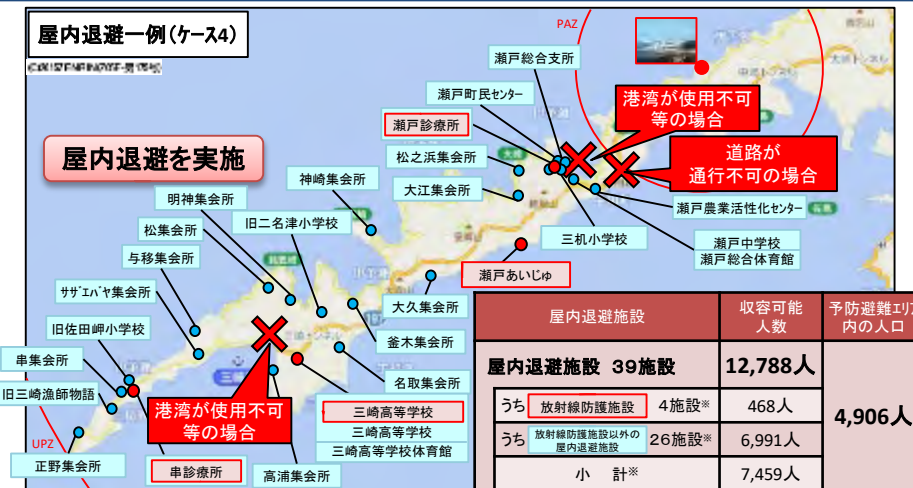 屋内退避一例(ケース4)
PAZ
瀬戸総合支所
瀬戸町民センター
港湾が使用不可
等の場合
瀬戸診療所
屋内退避を実施
松之浜集会所
道路が
通行不可の場合
神崎集会所
大江集会所
明神集会所
瀬戸農業活性化センター
旧二名津小学校
松集会所
三机小学校
瀬戸中学校
瀬戸総合体育館
与侈集会所
瀬戸あいじゅ
サザエバヤ集会所
大久集会所
旧佐田岬小学校
釜木集会所
串集会所
名取集会所
旧三崎漁師物語
港湾が使用不可
等の場合
三崎高等学校
三崎高等学校
三崎高等学校体育館
UPZ
正野集会所
串診療所
高浦集会所
屋内退避施設
収容可能
人数
予防避難エリア
内の人口
屋内退避施設 39施設
12,788人
4,906人
うち 放射線防護施設 4施設※
468人
うち 放射線防護施設以外の
屋内退避施設 26施設※
6,991人
小 計※
7,459人